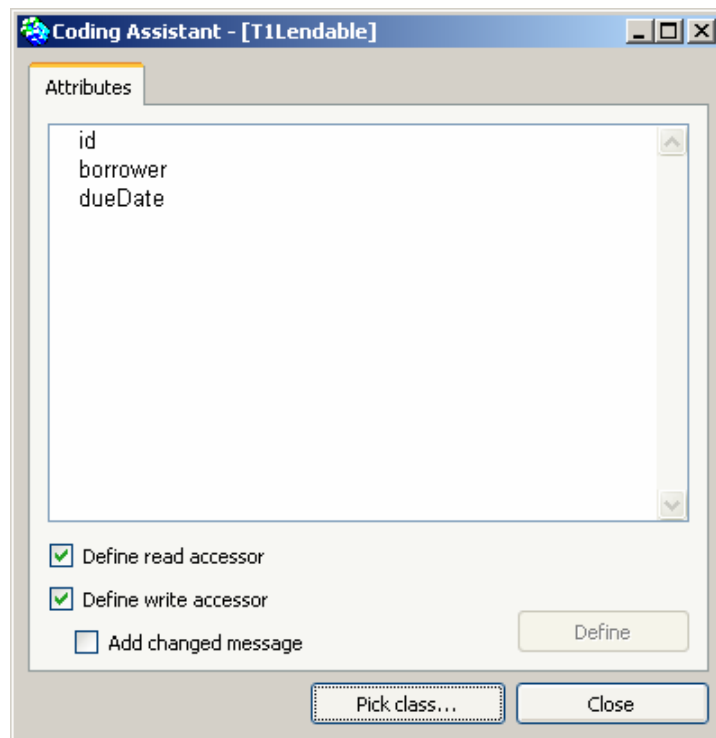 Coding Assistant - [T1Lendable]
Attributes
id
borrower
dueDate
Define read accessor
Define write accessor
Add changed message
Define
Pick class...
Close